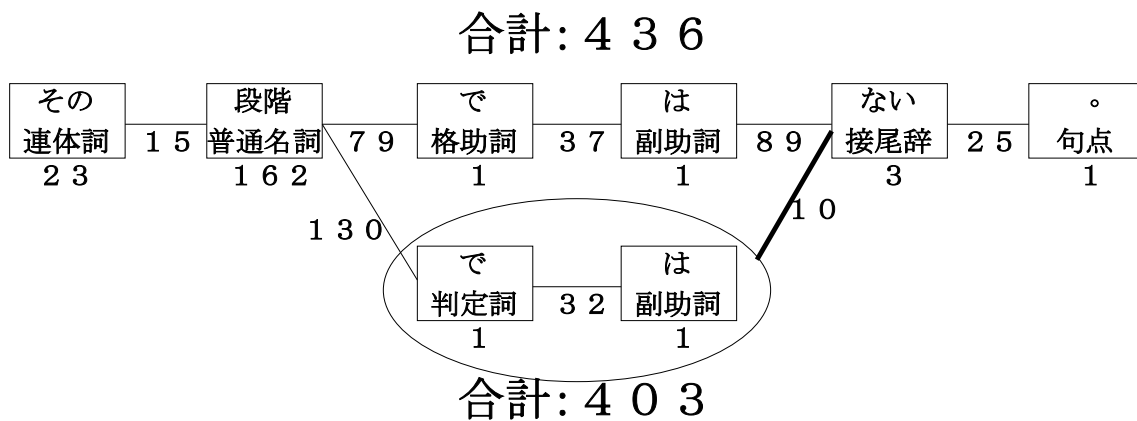 合計:４３６
その 段階 で は ない 。
連体詞 １５ 普通名詞 ７９ 格助詞 ３７ 副助詞 ８９ 接尾辞 ２５ 句点
２３ １６２ １ １ ３ １
１３０ １０
で は
判定詞 ３２ 副助詞
１ １
合計:４０３